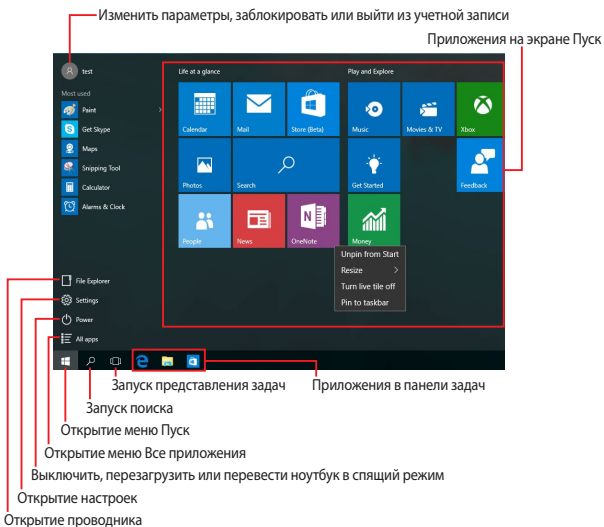 Изменить параметры, заблокировать или выйти из учетной записи
Приложения на экране Пуск
test
Life at a glance
Play and Explore
Most used
Paint
Get Skype
Maps
Snipping Tool
Calculator
Alarms & Clock
Calendar
Mail
Store (Beta)
Music
Movies & TV
Xbox
Photos
Search
Get Started
Feedback
People
News
OneNote
Money
Unpin from Start
Resize
Turn live tile off
Pin to taskbar
File Explorer
Settings
Power
All apps
Запуск представления задач
Приложения в панели задач
Запуск поиска
Открытие меню Пуск
Открытие меню Все приложения
Выключить, перезагрузить или перевести ноутбук в спящий режим
Открытие настроек
Открытие проводника